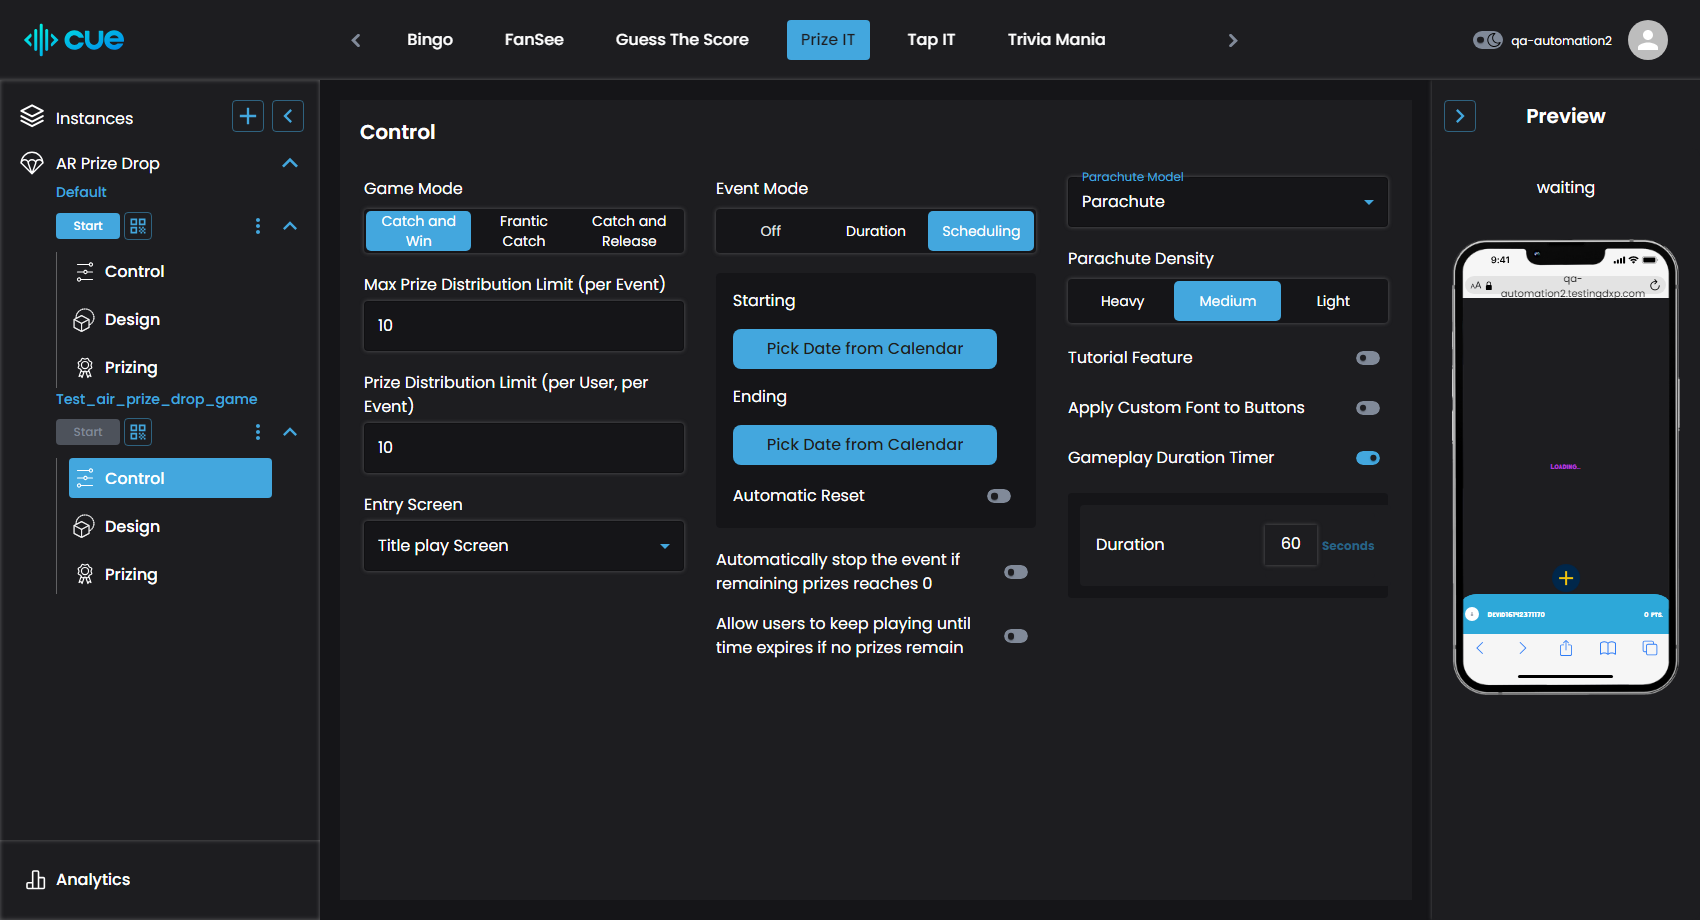 cue
Bingo
FanSee
Guess The Score
Prize IT
Tap IT
Trivia Mania
qa-automation2
Instances
AR Prize Drop
Default
Start
Control
Design
Prizing
Test_air_prize_drop_game
Start
Control
Design
Prizing
Analytics
Control
Game Mode
Catch and
Win
Frantic
Catch
Catch and
Release
Max Prize Distribution Limit (per Event)
10
Prize Distribution Limit (per User, per
Event)
10
Entry Screen
Title play Screen
Event Mode
Off
Duration
Scheduling
Starting
Pick Date from Calendar
Ending
Pick Date from Calendar
Automatic Reset
Automatically stop the event if
remaining prizes reaches 0
Allow users to keep playing until
time expires if no prizes remain
Parachute Model
Parachute
Parachute Density
Heavy
Medium
Light
Tutorial Feature
Apply Custom Font to Buttons
Gameplay Duration Timer
Duration
60
Seconds
Preview
waiting
9:41
AA
qa-
automation2.testingdxp.com
Loading...
0 PTS.